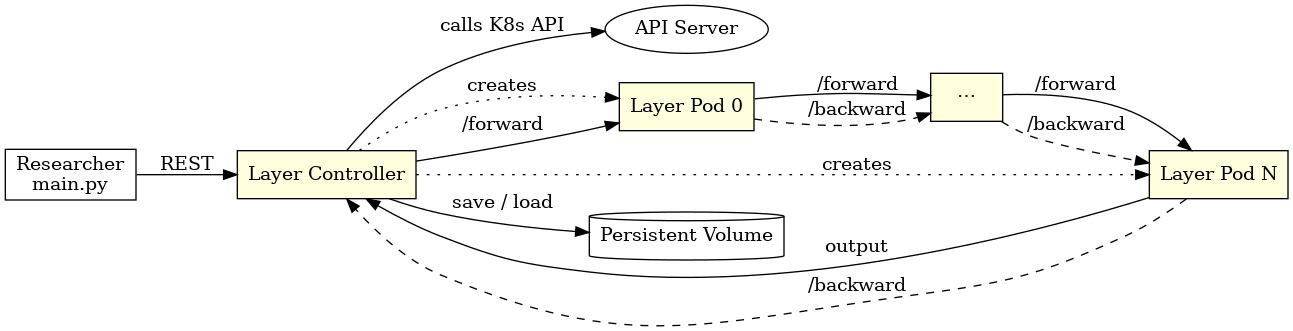 calls K8s API
API Server
creates
Layer Pod 0
/forward
/backward
...
/forward
/backward
/forward
Researcher
main.py
REST
Layer Controller
creates
Layer Pod N
save / load
Persistent Volume
output
/backward